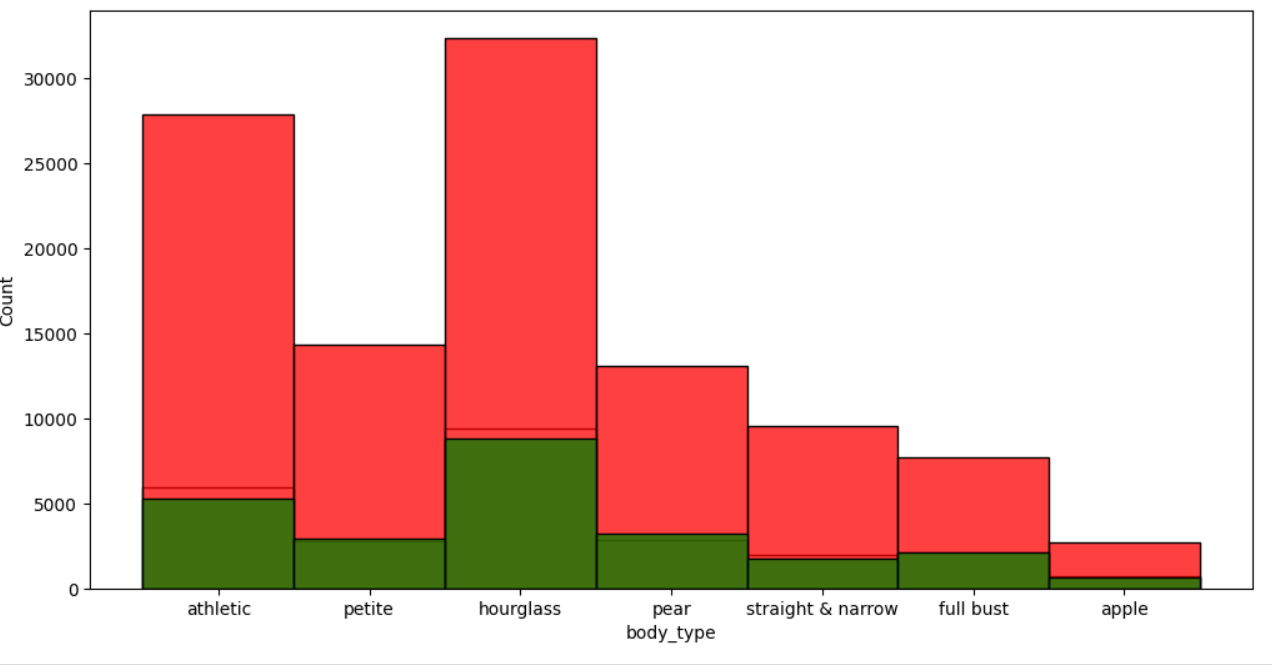 30000
25000
20000
15000
10000
5000
0
Count
athletic petite hourglass pear straight & narrow full bust apple
body_type